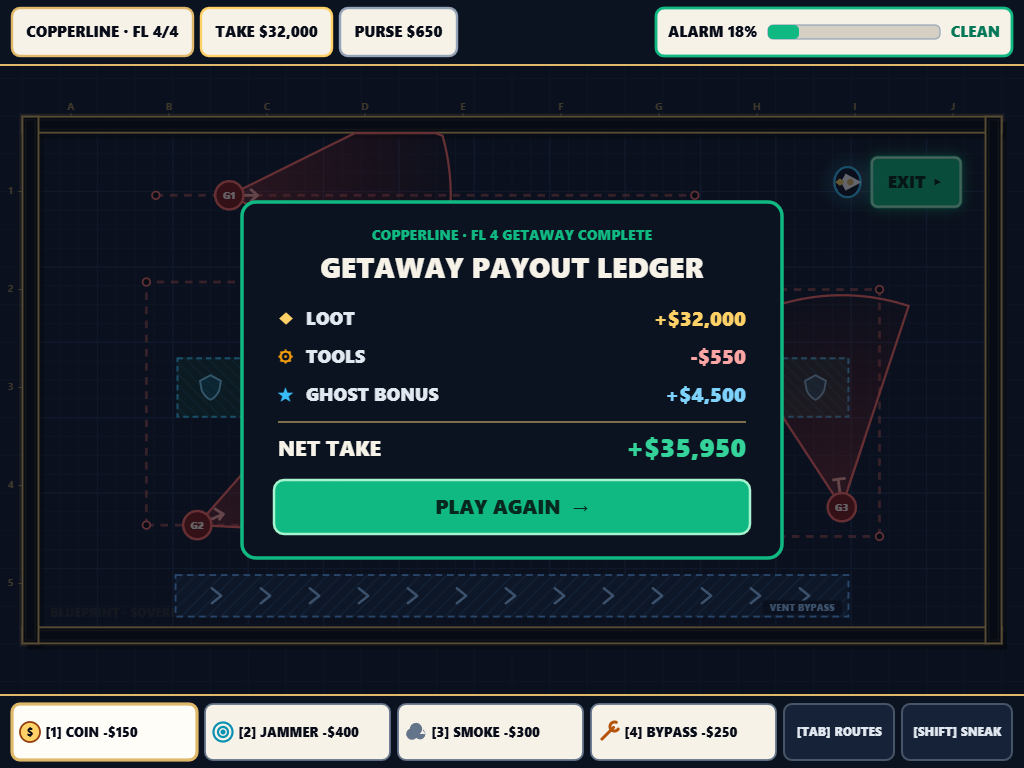 COPPERLINE · FL 4/4
TAKE $32,000
PURSE $650
ALARM 18%
CLEAN
A B C D E F G H I J
1
G1
EXIT ▸
COPPERLINE · FL 4 GETAWAY COMPLETE
GETAWAY PAYOUT LEDGER
2
LOOT +$32,000
TOOLS -$550
3
GHOST BONUS +$4,500
NET TAKE +$35,950
4
PLAY AGAIN →
G2
G3
5
VENT BYPASS
BLUEPRINT
$ [1] COIN -$150
[2] JAMMER -$400
[3] SMOKE -$300
[4] BYPASS -$250
[TAB] ROUTES
[SHIFT] SNEAK